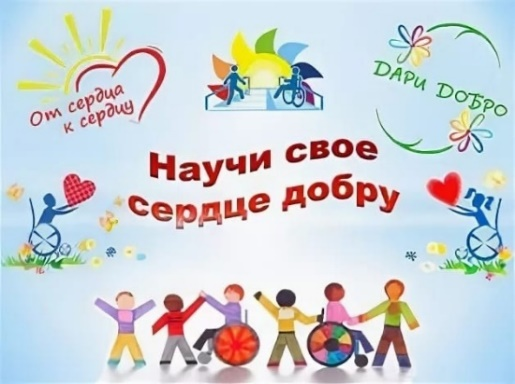 От сердца
к сердцу
Дари Добро
Научи свое
сердце добру